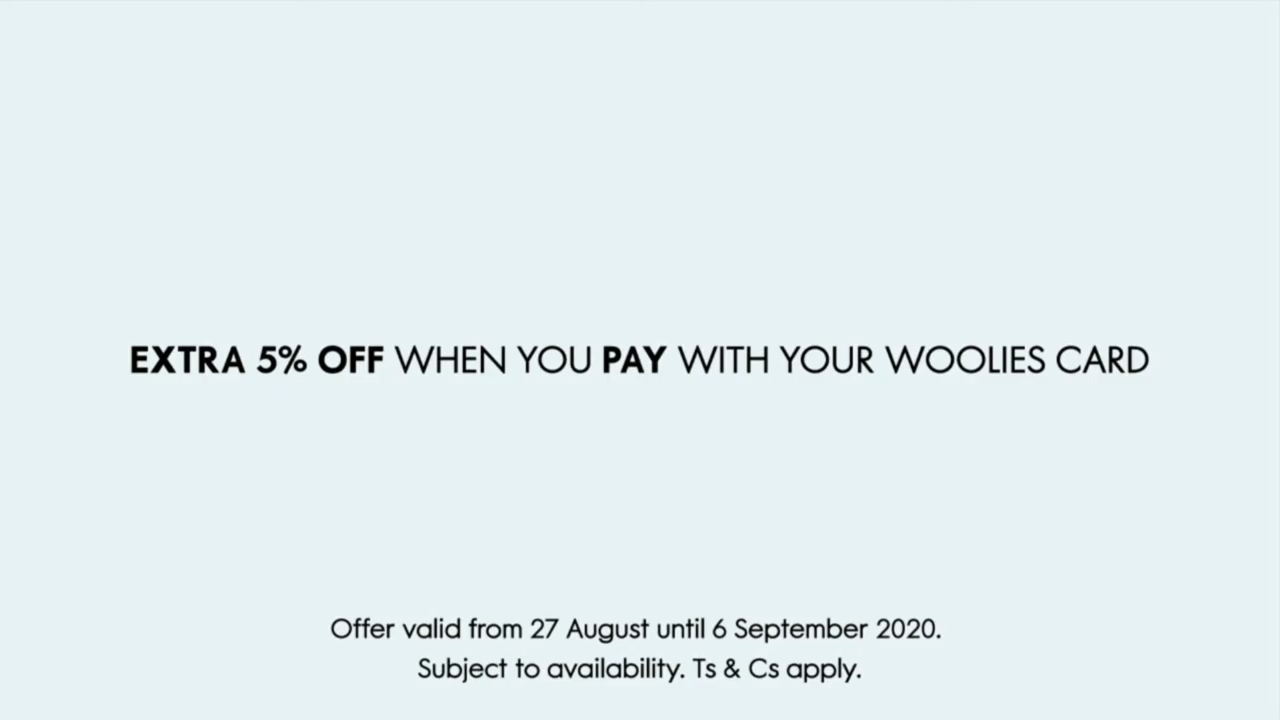 EXTRA 5% OFF WHEN YOU PAY WITH YOUR WOOLIES CARD
Offer valid from 27 August until 6 September 2020.
Subject to availability. Ts & Cs apply.